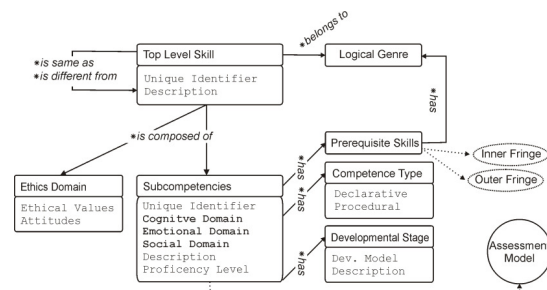 *belongs to
Top Level Skill
Logical Genre
*is same as
*is different from
Unique Identifier
Description
*has
*is composed of
Prerequisite Skills
*has
Inner Fringe
Outer Fringe
Ethics Domain
Ethical Values
Attitudes
Subcompetencies
Unique Identifier
Cognitve Domain
Emotional Domain
Social Domain
Description
Proficency Level
*has
Competence Type
Declarative
Procedural
*has
Developmental Stage
Dev. Model
Description
Assessmen
Model